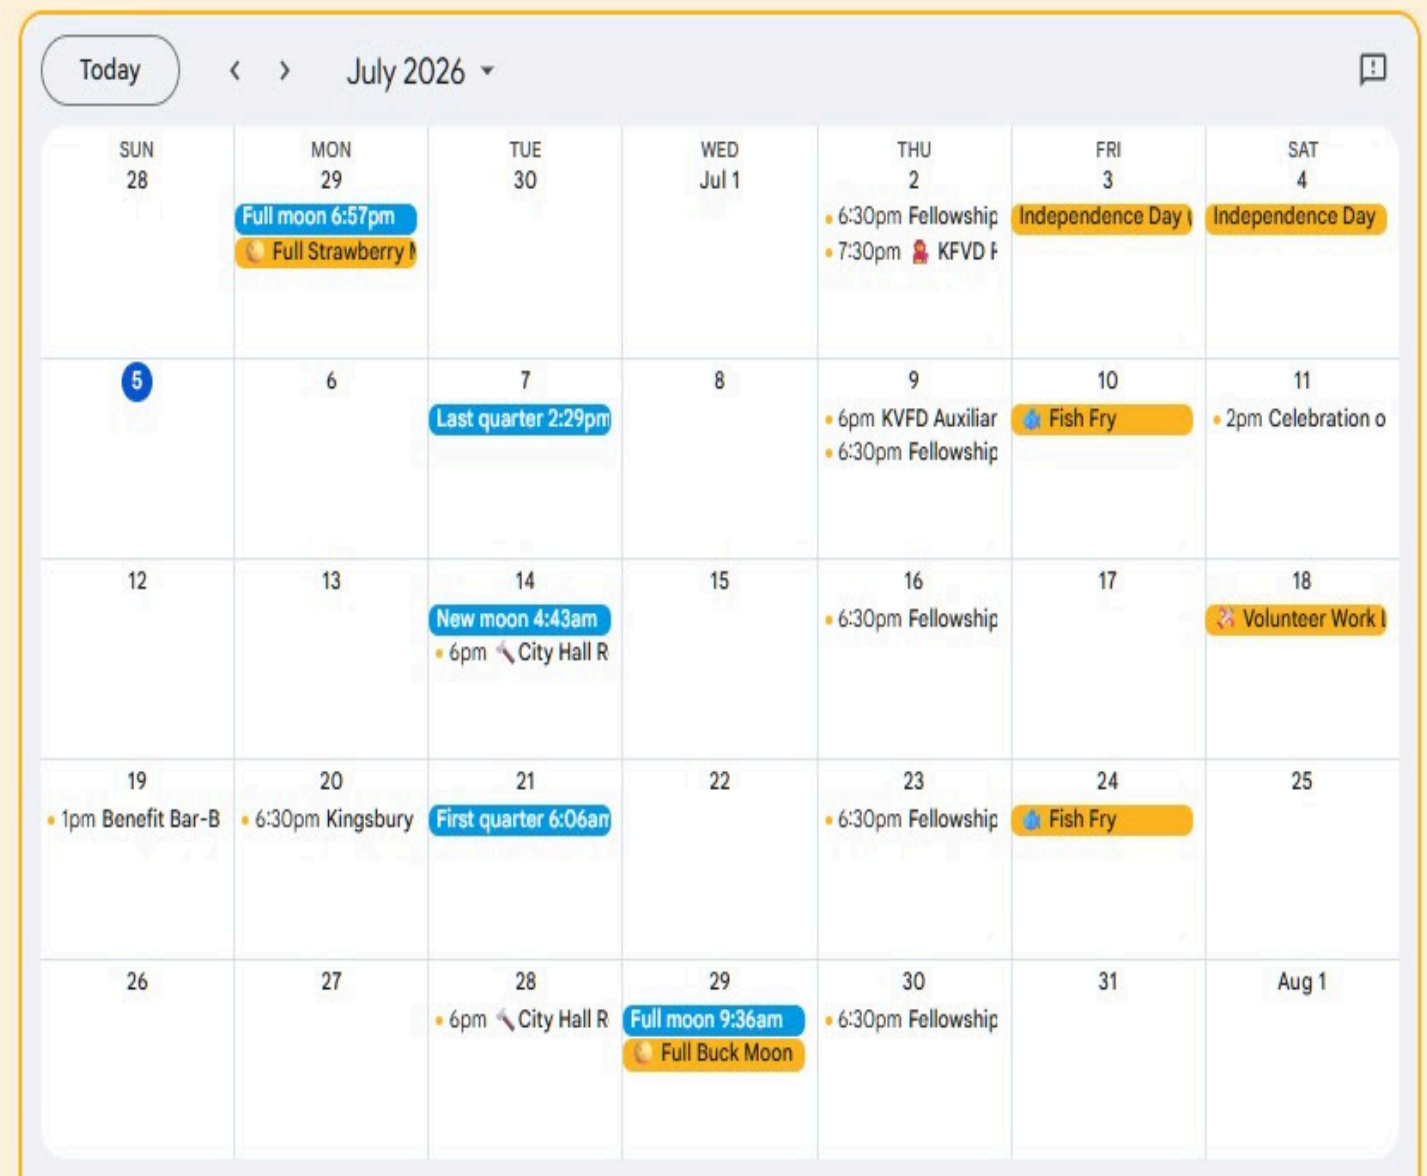 Today July 2026
SUN MON TUE WED THU FRI SAT
28 29 30 Jul 1 2 3 4
Full moon 6:57pm
Full Strawberry
6:30pm Fellowship
7:30pm KFVD
Independence Day
Independence Day
5 6 7 8 9 10 11
Last quarter 2:29pm
6pm KVFD Auxiliar
6:30pm Fellowship
Fish Fry
2pm Celebration o
12 13 14 15 16 17 18
New moon 4:43am
6pm City Hall R
6:30pm Fellowship
Volunteer Work
19 20 21 22 23 24 25
1pm Benefit Bar-B
6:30pm Kingsbury
First quarter 6:06am
6:30pm Fellowship
Fish Fry
26 27 28 29 30 31 Aug 1
6pm City Hall R
Full moon 9:36am
Full Buck Moon
6:30pm Fellowship